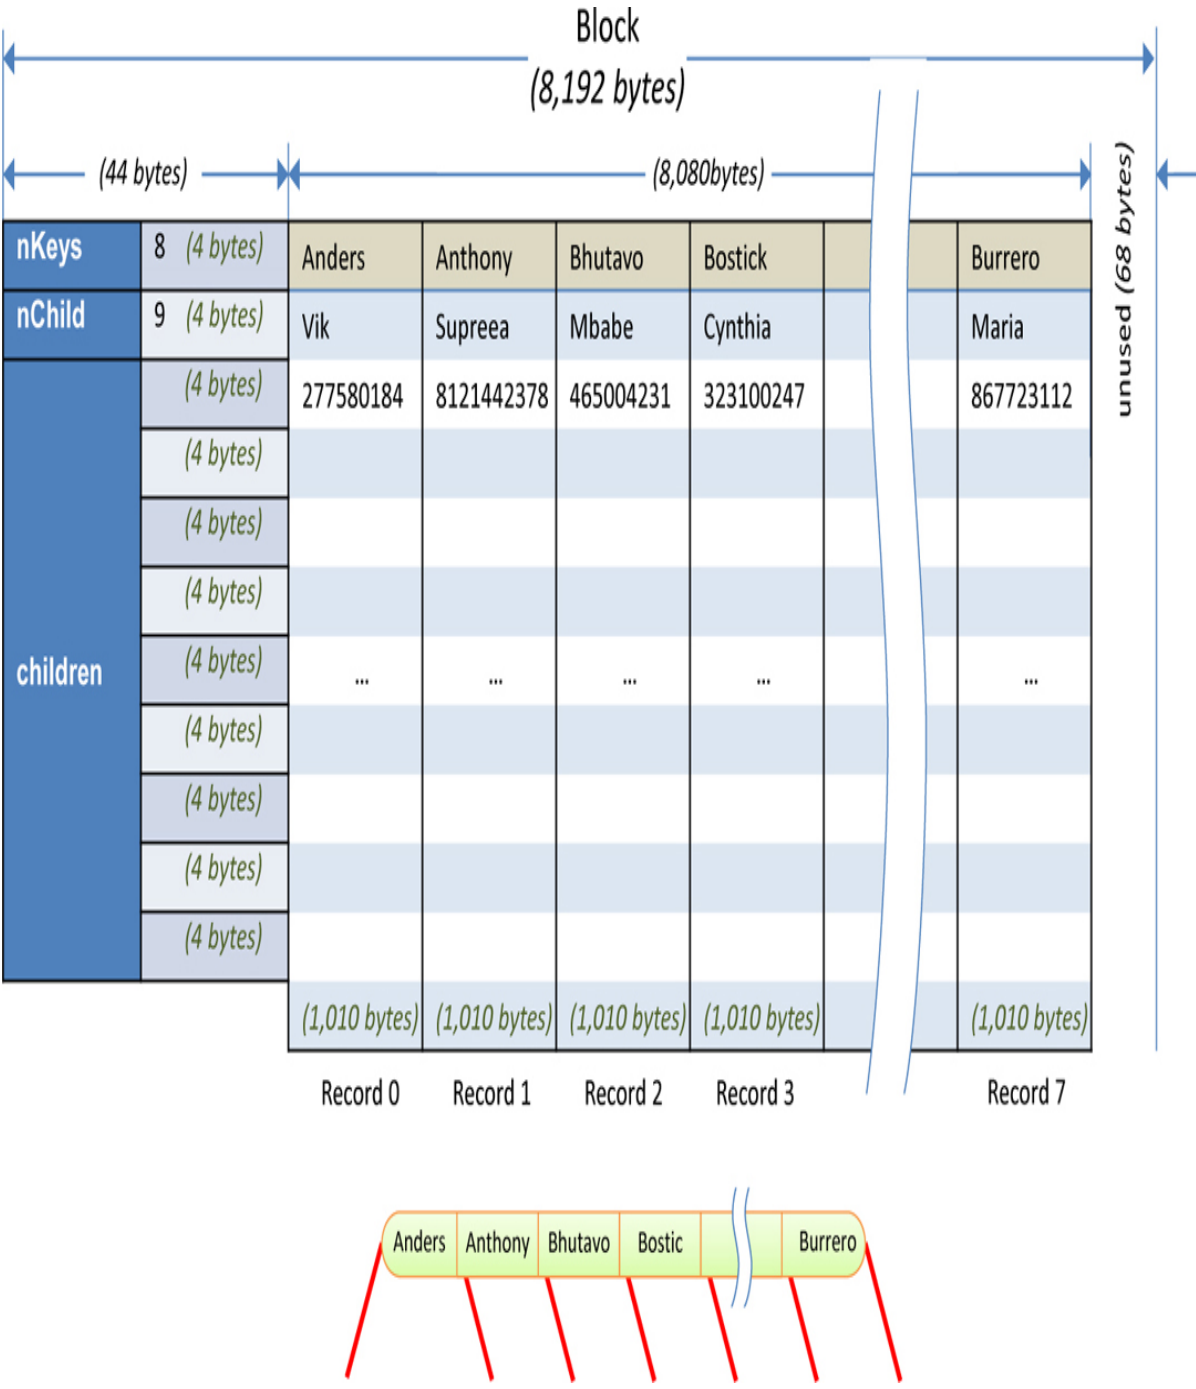 Block
(8,192 bytes)
(44 bytes) (8,080bytes) unused (68 bytes)
nKeys 8 (4 bytes) Anders Anthony Bhutavo Bostick Burrero
nChild 9 (4 bytes) Vik Supreea Mbabe Cynthia Maria
(4 bytes) 277580184 8121442378 465004231 323100247 867723112
(4 bytes)
(4 bytes)
(4 bytes)
children (4 bytes) ... ... ... ... ...
(4 bytes)
(4 bytes)
(4 bytes)
(4 bytes)
(1,010 bytes) (1,010 bytes) (1,010 bytes) (1,010 bytes) (1,010 bytes)
Record 0 Record 1 Record 2 Record 3 Record 7
Anders Anthony Bhutavo Bostic Burrero